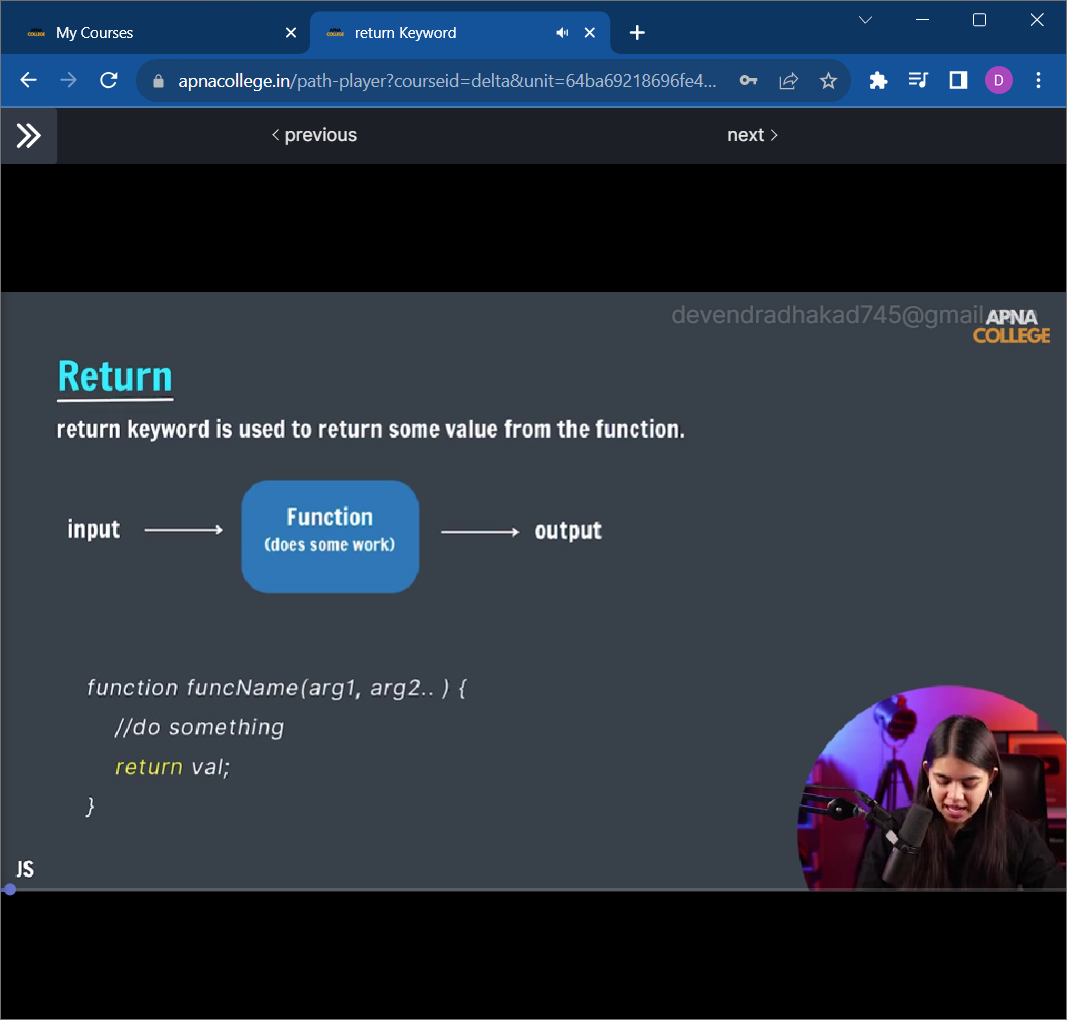 My Courses
return Keyword
apnacollege.in/path-player?courseid=delta&unit=64ba69218696fe4...
D
previous
next
devendradhakad745@gmail
APNA
COLLEGE
Return
return keyword is used to return some value from the function.
input
Function
(does some work)
output
function funcName(arg1, arg2.. ) {
//do something
return val;
}
JS